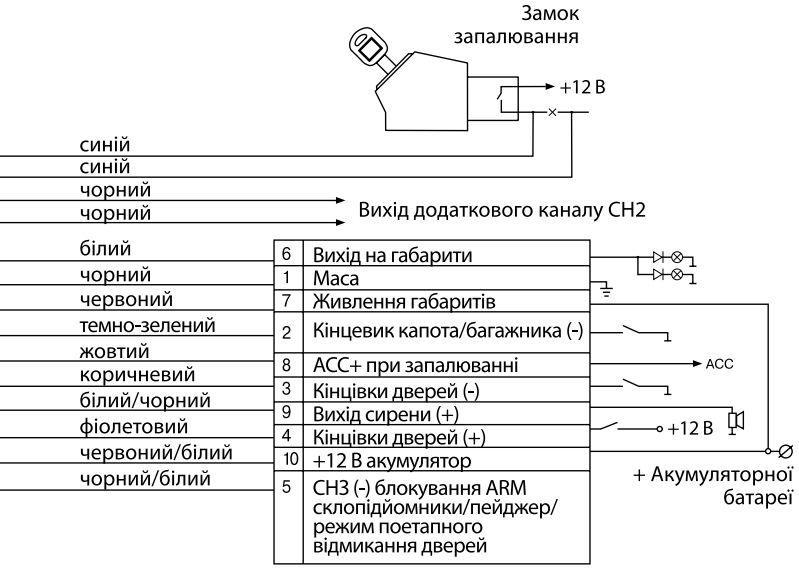 Замок
запалювання
+12 В
синій
синій
чорний
чорний
Вихід додаткового каналу CH2
білий
6 Вихід на габарити
чорний
1 Маса
червоний
7 Живлення габаритів
темно-зелений
2 Кінцевик капота/багажника (-)
жовтий
8 ACC+ при запалюванні
ACC
коричневий
3 Кінцівки дверей (-)
білий/чорний
9 Вихід сирени (+)
фіолетовий
4 Кінцівки дверей (+)
+12 В
червоний/білий
10 +12 В акумулятор
+ Акумуляторної
батареї
чорний/білий
5 CH3 (-) блокування ARM
склопідйомники/пейджер/
режим поетапного
відмикання дверей